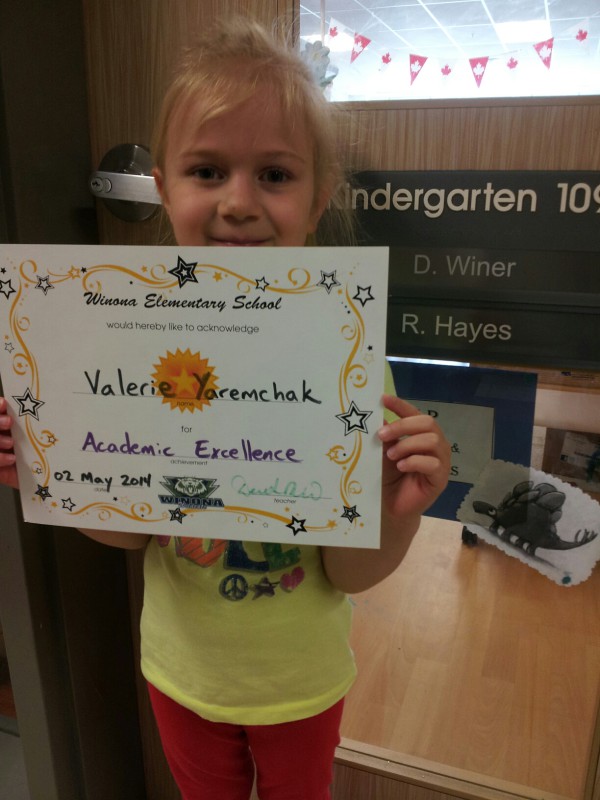 Kindergarten 109
D. Winer
R. Hayes
Winona Elementary School
would hereby like to acknowledge
Valerie Yaremchak
name
for
Academic Excellence
achievement
02 May 2014
date
WINONA
teacher
&